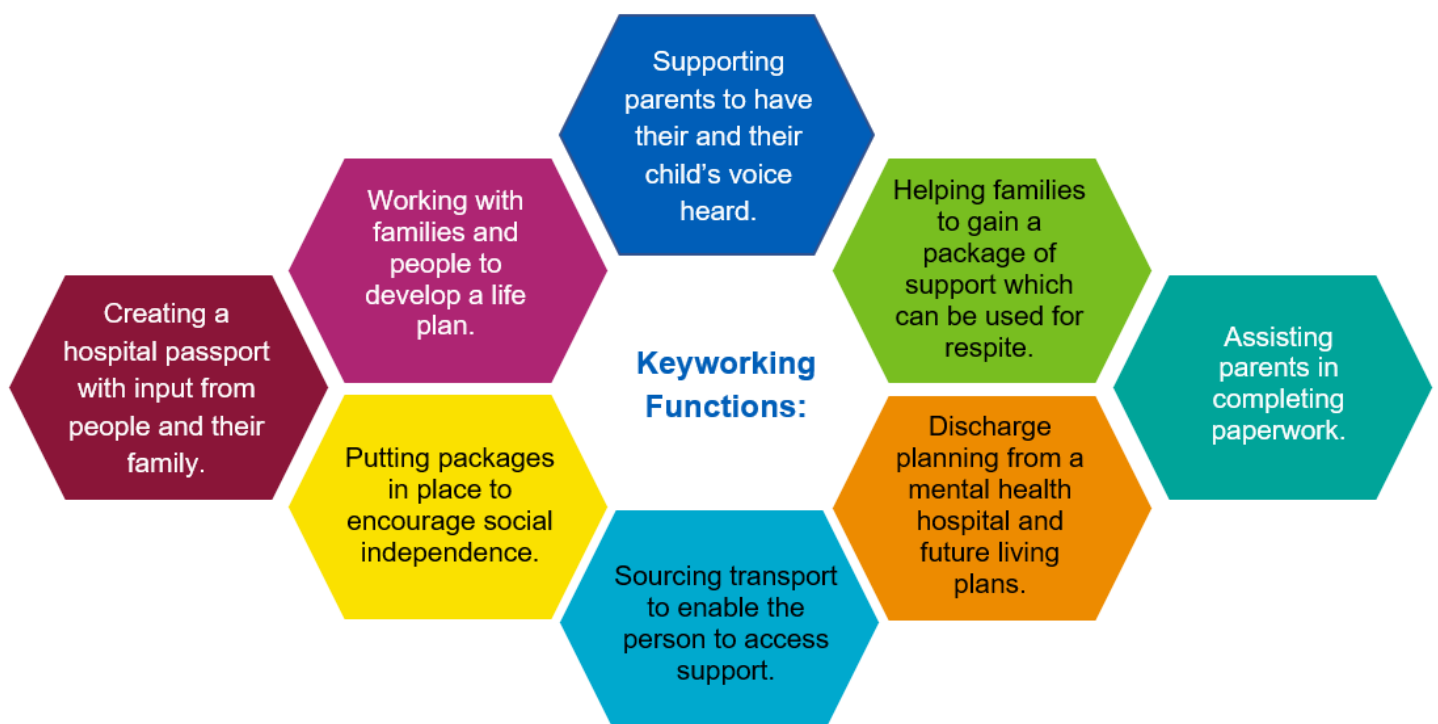 Supporting
parents to have
their and their
child’s voice
heard.
Working with
families and
people to
develop a life
plan.
Helping families
to gain a
package of
support which
can be used for
respite.
Creating a
hospital passport
with input from
people and their
family.
Keyworking
Functions:
Assisting
parents in
completing
paperwork.
Putting packages
in place to
encourage social
independence.
Discharge
planning from a
mental health
hospital and
future living
plans.
Sourcing transport
to enable the
person to access
support.